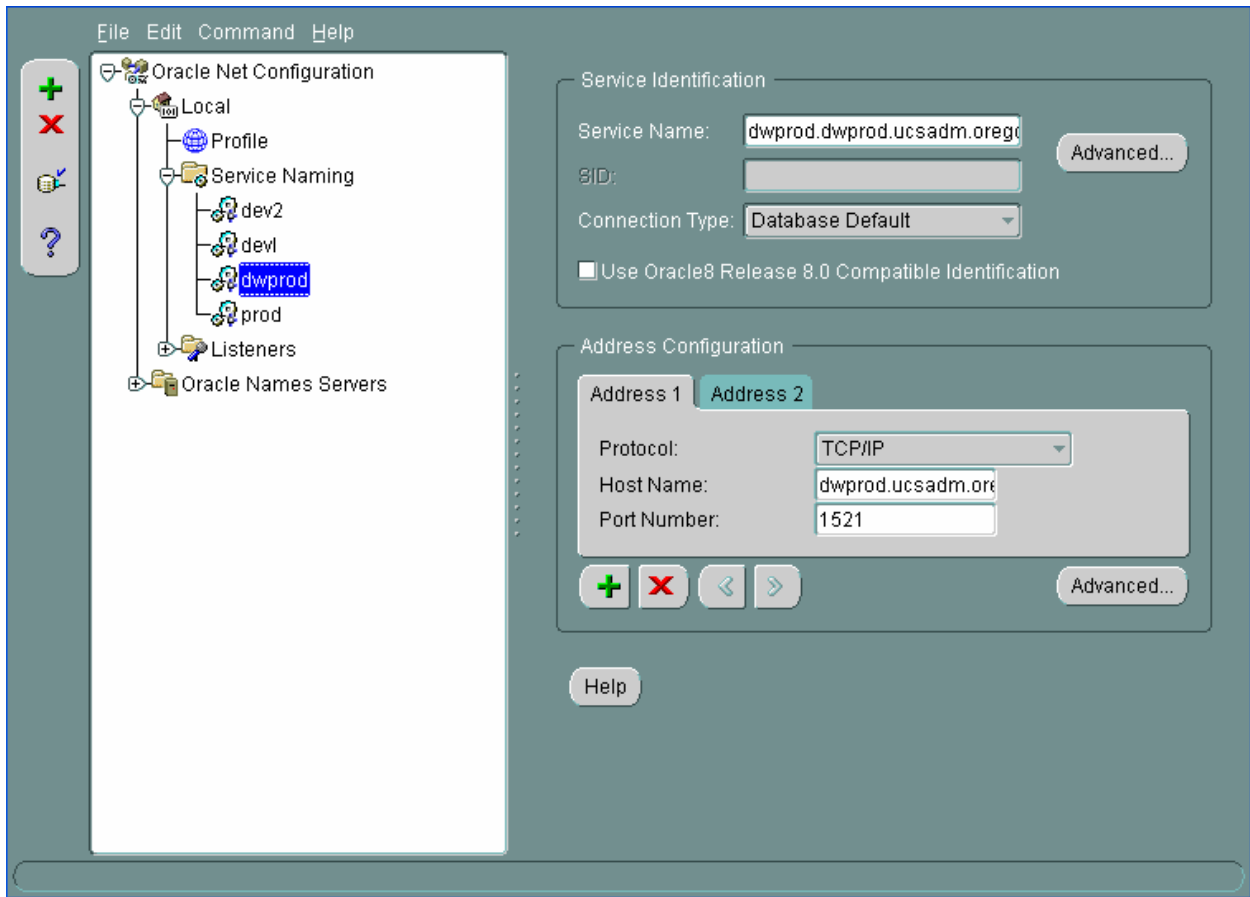 File Edit Command Help
Oracle Net Configuration
Local
Profile
Service Naming
dev2
devl
dwprod
prod
Listeners
Oracle Names Servers
Service Identification
Service Name: dwprod.dwprod.ucsadm.orego
Advanced...
SID:
Connection Type: Database Default
Use Oracle8 Release 8.0 Compatible Identification
Address Configuration
Address 1 Address 2
Protocol: TCP/IP
Host Name: dwprod.ucsadm.ore
Port Number: 1521
Advanced...
Help